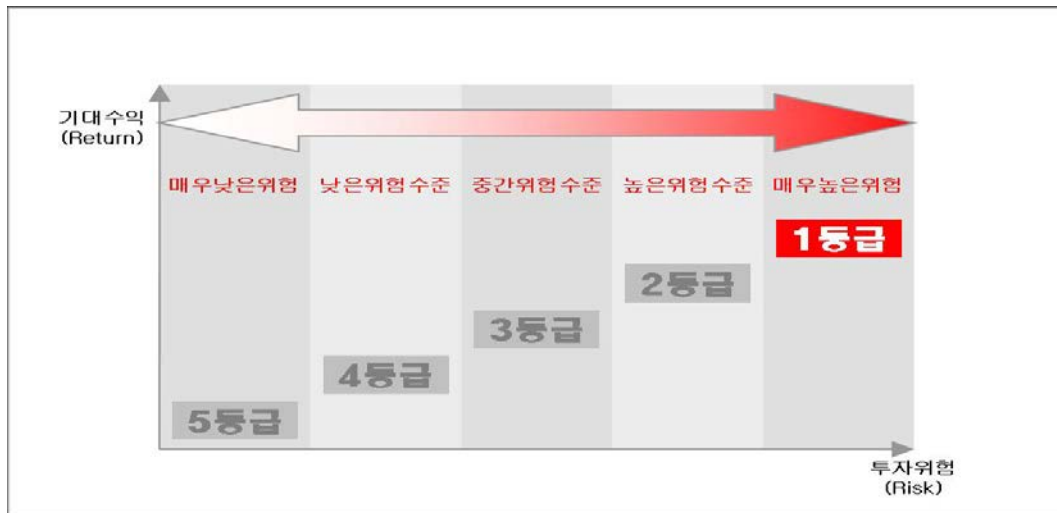 기대수익
(Return)
매우낮은위험 낮은위험수준 중간위험수준 높은위험수준 매우높은위험
1등급
2등급
3등급
4등급
5등급
투자위험
(Risk)